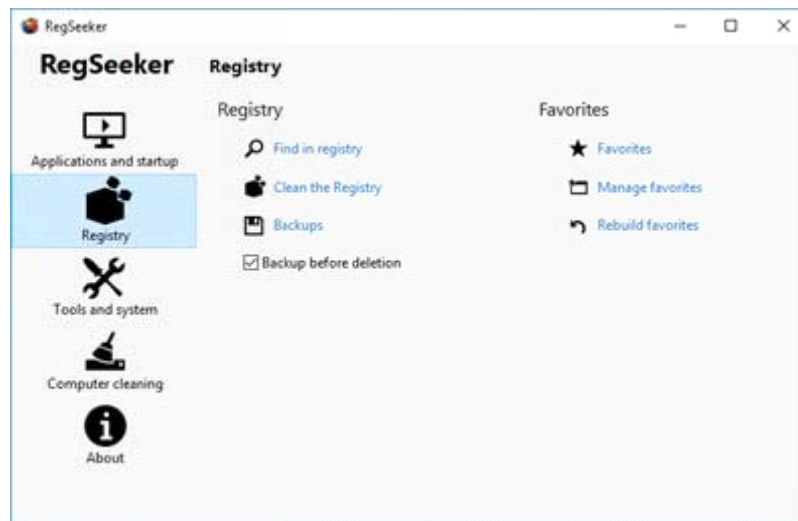 RegSeeker
RegSeeker
Registry
Applications and startup
Registry
Tools and system
Computer cleaning
About
Registry
Find in registry
Clean the Registry
Backups
Backup before deletion
Favorites
Favorites
Manage favorites
Rebuild favorites